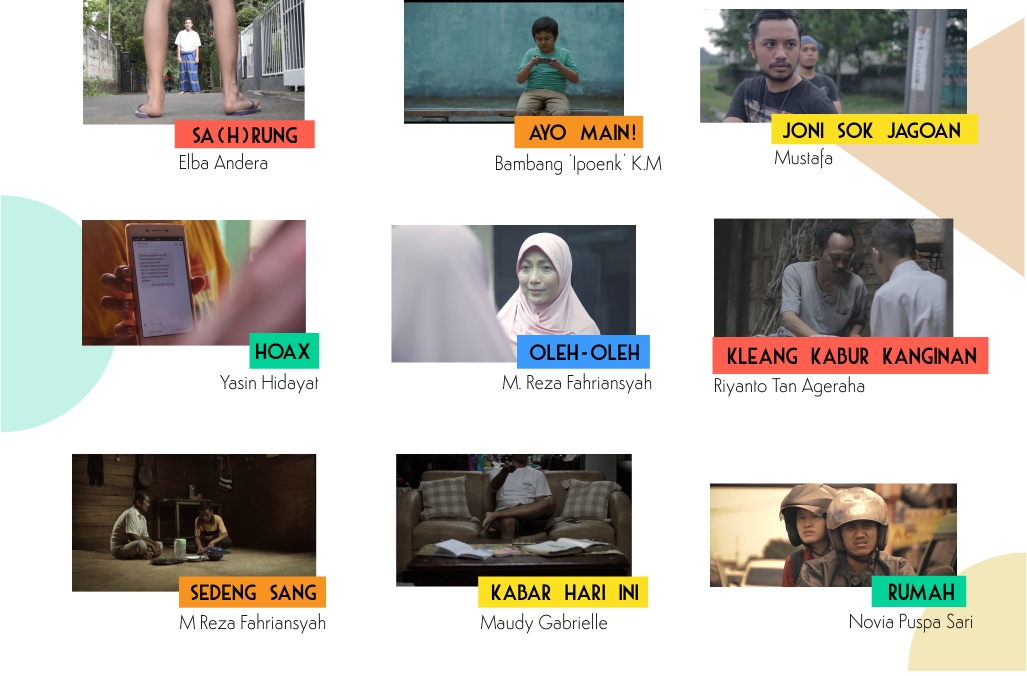 SA(H)RUNG
Elba Andera
AYO MAIN!
Bambang 'Ipoenk' K.M
JONI SOK JAGOAN
Mustafa
HOAX
Yasin Hidayat
OLEH-OLEH
M. Reza Fahriansyah
KLEANG KABUR KANGINAN
Riyanto Tan Ageraha
SEDENG SANG
M Reza Fahriansyah
KABAR HARI INI
Maudy Gabrielle
RUMAH
Novia Puspa Sari